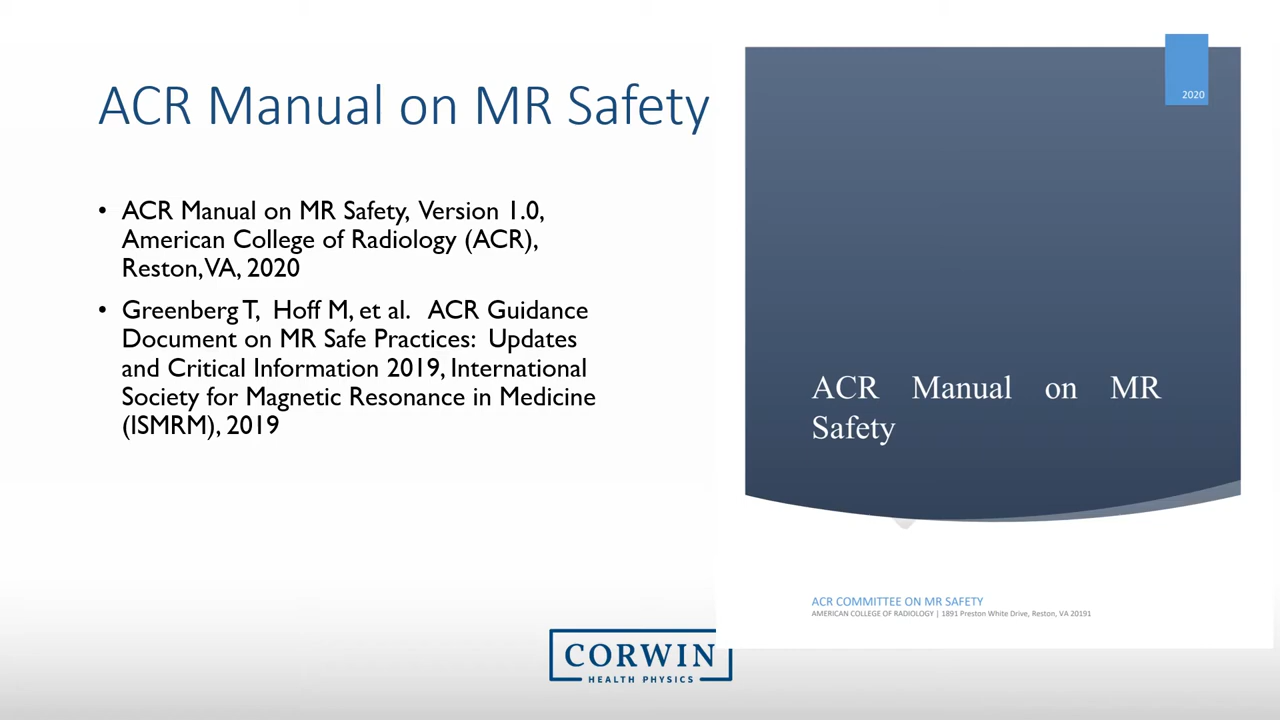 ACR Manual on MR Safety
• ACR Manual on MR Safety, Version 1.0,
American College of Radiology (ACR),
Reston, VA, 2020
• Greenberg T, Hoff M, et al. ACR Guidance
Document on MR Safe Practices: Updates
and Critical Information 2019, International
Society for Magnetic Resonance in Medicine
(ISMRM), 2019
2020
ACR Manual on MR
Safety
ACR COMMITTEE ON MR SAFETY
AMERICAN COLLEGE OF RADIOLOGY | 1891 Preston White Drive, Reston, VA 20191
CORWIN
HEALTH PHYSICS